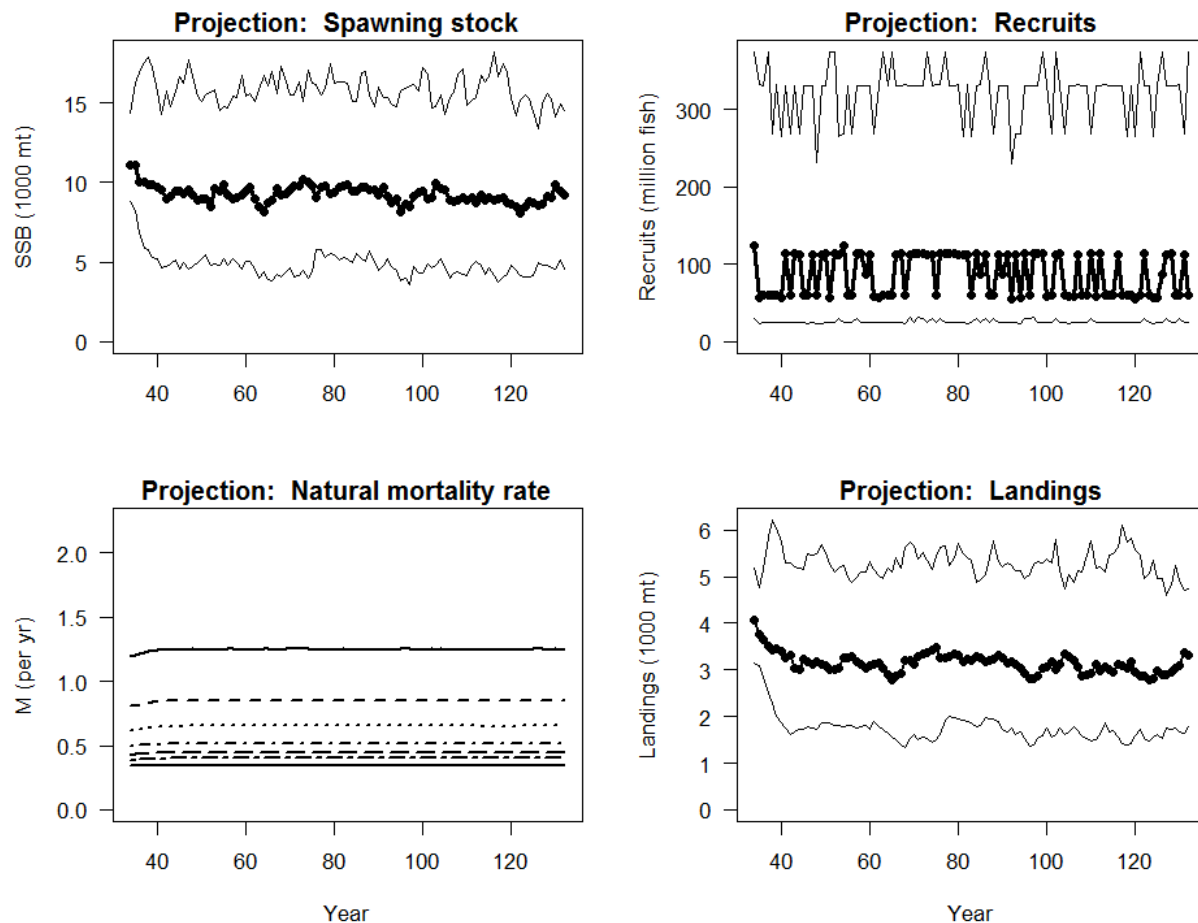 Projection:  Spawning stock
SSB (1000 mt)
15
10
5
0
40 60 80 100 120
Projection:  Recruits
Recruits (million fish)
300
200
100
0
40 60 80 100 120
Projection:  Natural mortality rate
M (per yr)
2.0
1.5
1.0
0.5
0.0
40 60 80 100 120
Year
Projection:  Landings
Landings (1000 mt)
6
5
4
3
2
1
0
40 60 80 100 120
Year